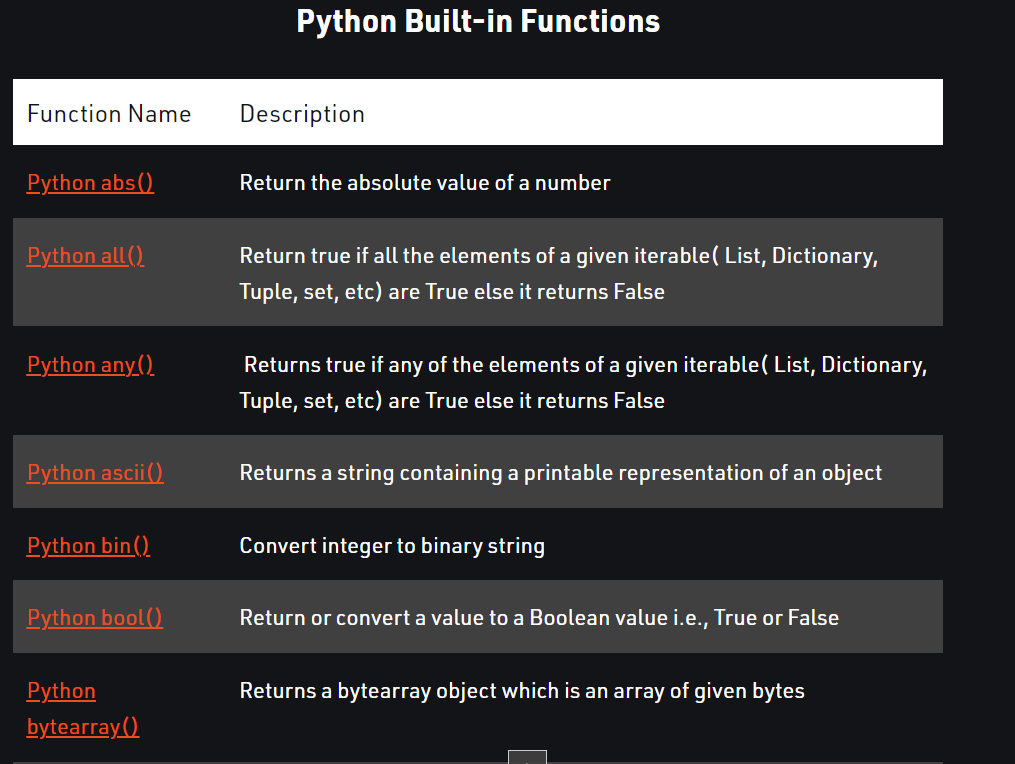 Python Built-in Functions
Function Name Description
Python abs() Return the absolute value of a number
Python all() Return true if all the elements of a given iterable( List, Dictionary,
Tuple, set, etc) are True else it returns False
Python any() Returns true if any of the elements of a given iterable( List, Dictionary,
Tuple, set, etc) are True else it returns False
Python ascii() Returns a string containing a printable representation of an object
Python bin() Convert integer to binary string
Python bool() Return or convert a value to a Boolean value i.e., True or False
Python Returns a bytearray object which is an array of given bytes
bytearray()